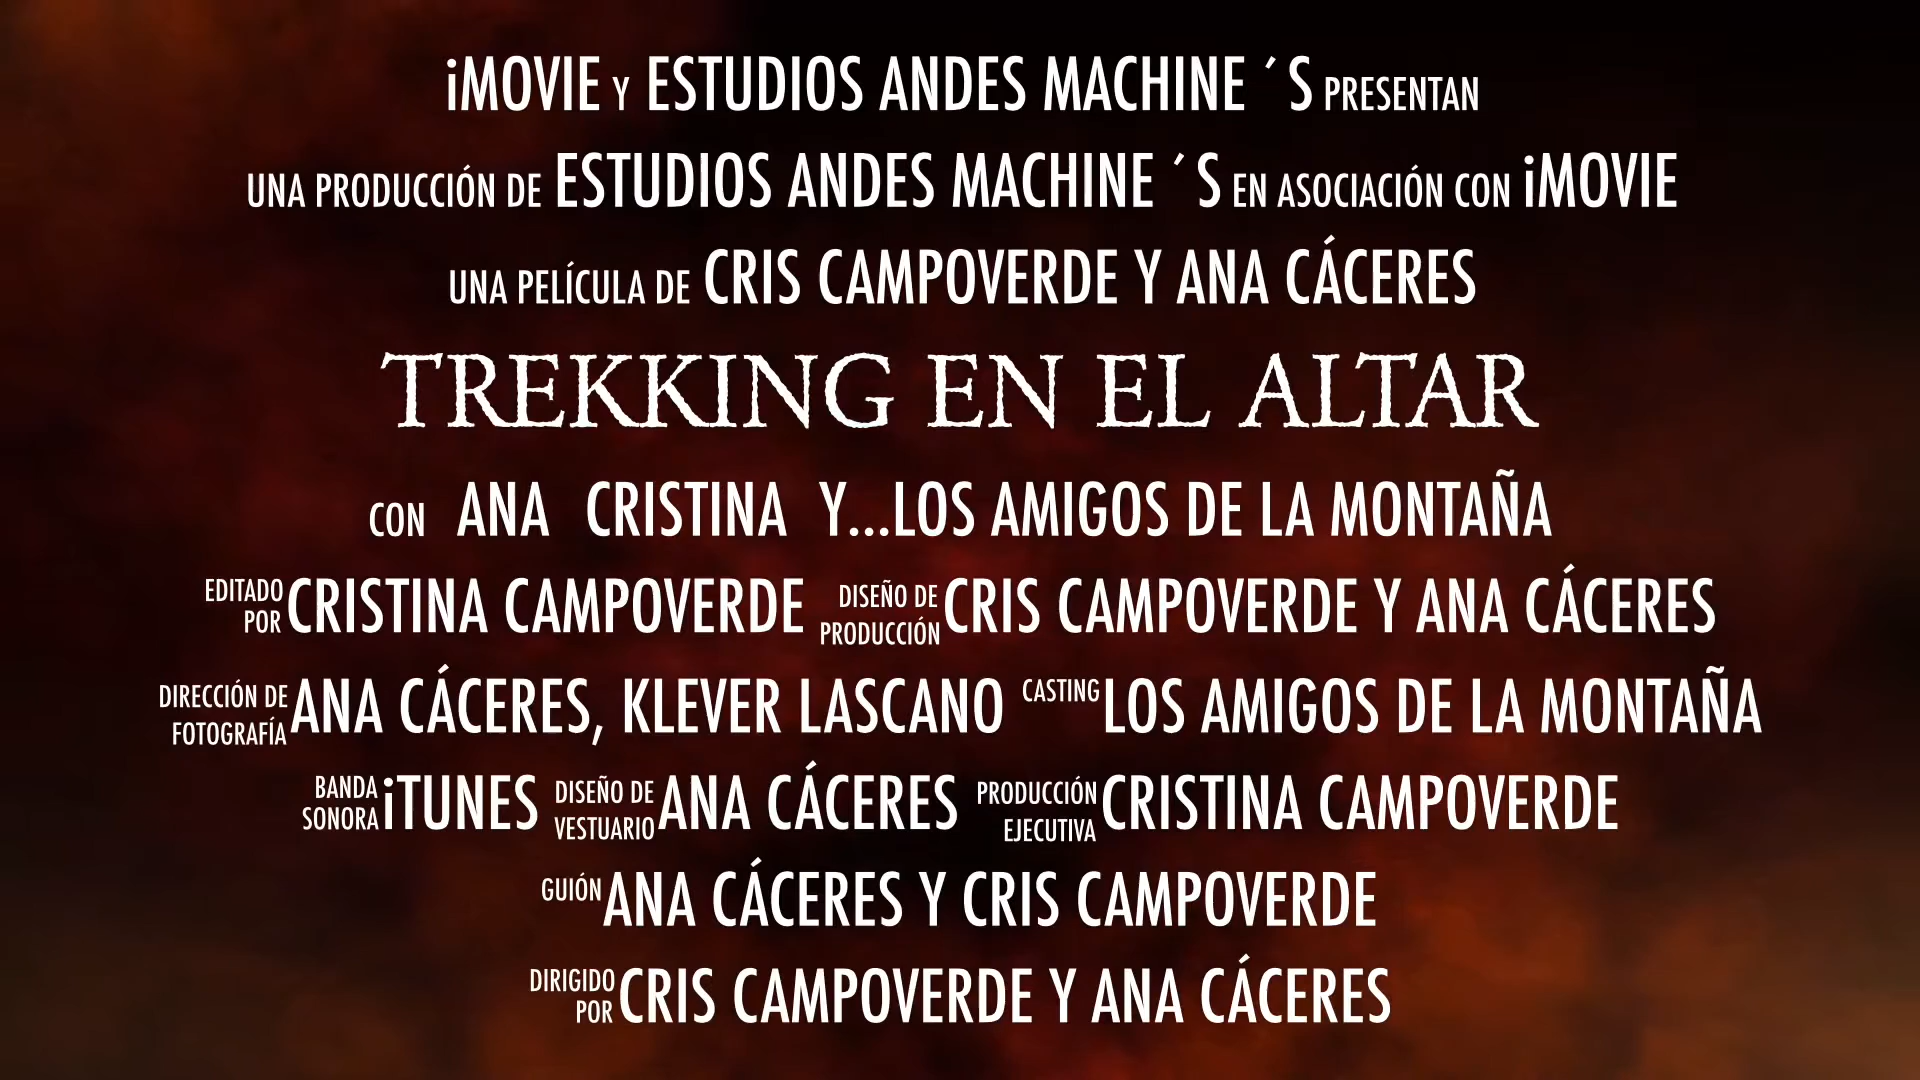 iMOVIE Y ESTUDIOS ANDES MACHINE ´S PRESENTAN
UNA PRODUCCIÓN DE ESTUDIOS ANDES MACHINE ´S EN ASOCIACIÓN CON iMOVIE
UNA PELÍCULA DE CRIS CAMPOVERDE Y ANA CÁCERES
TREKKING EN EL ALTAR
CON ANA CRISTINA Y...LOS AMIGOS DE LA MONTAÑA
EDITADO POR CRISTINA CAMPOVERDE DISEÑO DE PRODUCCIÓN CRIS CAMPOVERDE Y ANA CÁCERES
DIRECCIÓN DE FOTOGRAFÍA ANA CÁCERES, KLEVER LASCANO CASTING LOS AMIGOS DE LA MONTAÑA
BANDA SONORA iTUNES DISEÑO DE VESTUARIO ANA CÁCERES PRODUCCIÓN EJECUTIVA CRISTINA CAMPOVERDE
GUIÓN ANA CÁCERES Y CRIS CAMPOVERDE
DIRIGIDO POR CRIS CAMPOVERDE Y ANA CÁCERES